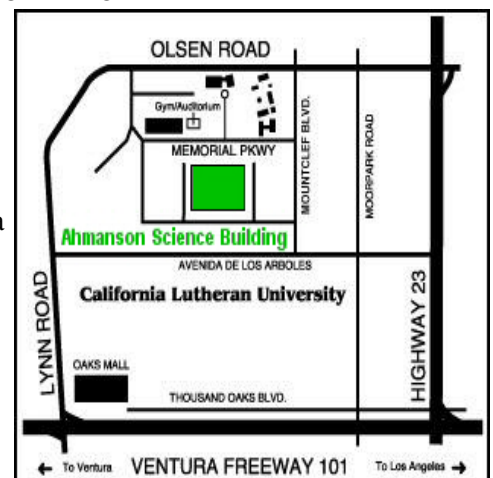 OLSEN ROAD
Gym/Auditorium
MEMORIAL PKWY
MOUNTCLEF BLVD.
MOORPARK ROAD
a
Ahmanson Science Building
AVENIDA DE LOS ARBOLES
California Lutheran University
LYNN ROAD
HIGHWAY 23
OAKS MALL
THOUSAND OAKS BLVD.
← To Ventura VENTURA FREEWAY 101 To Los Angeles →